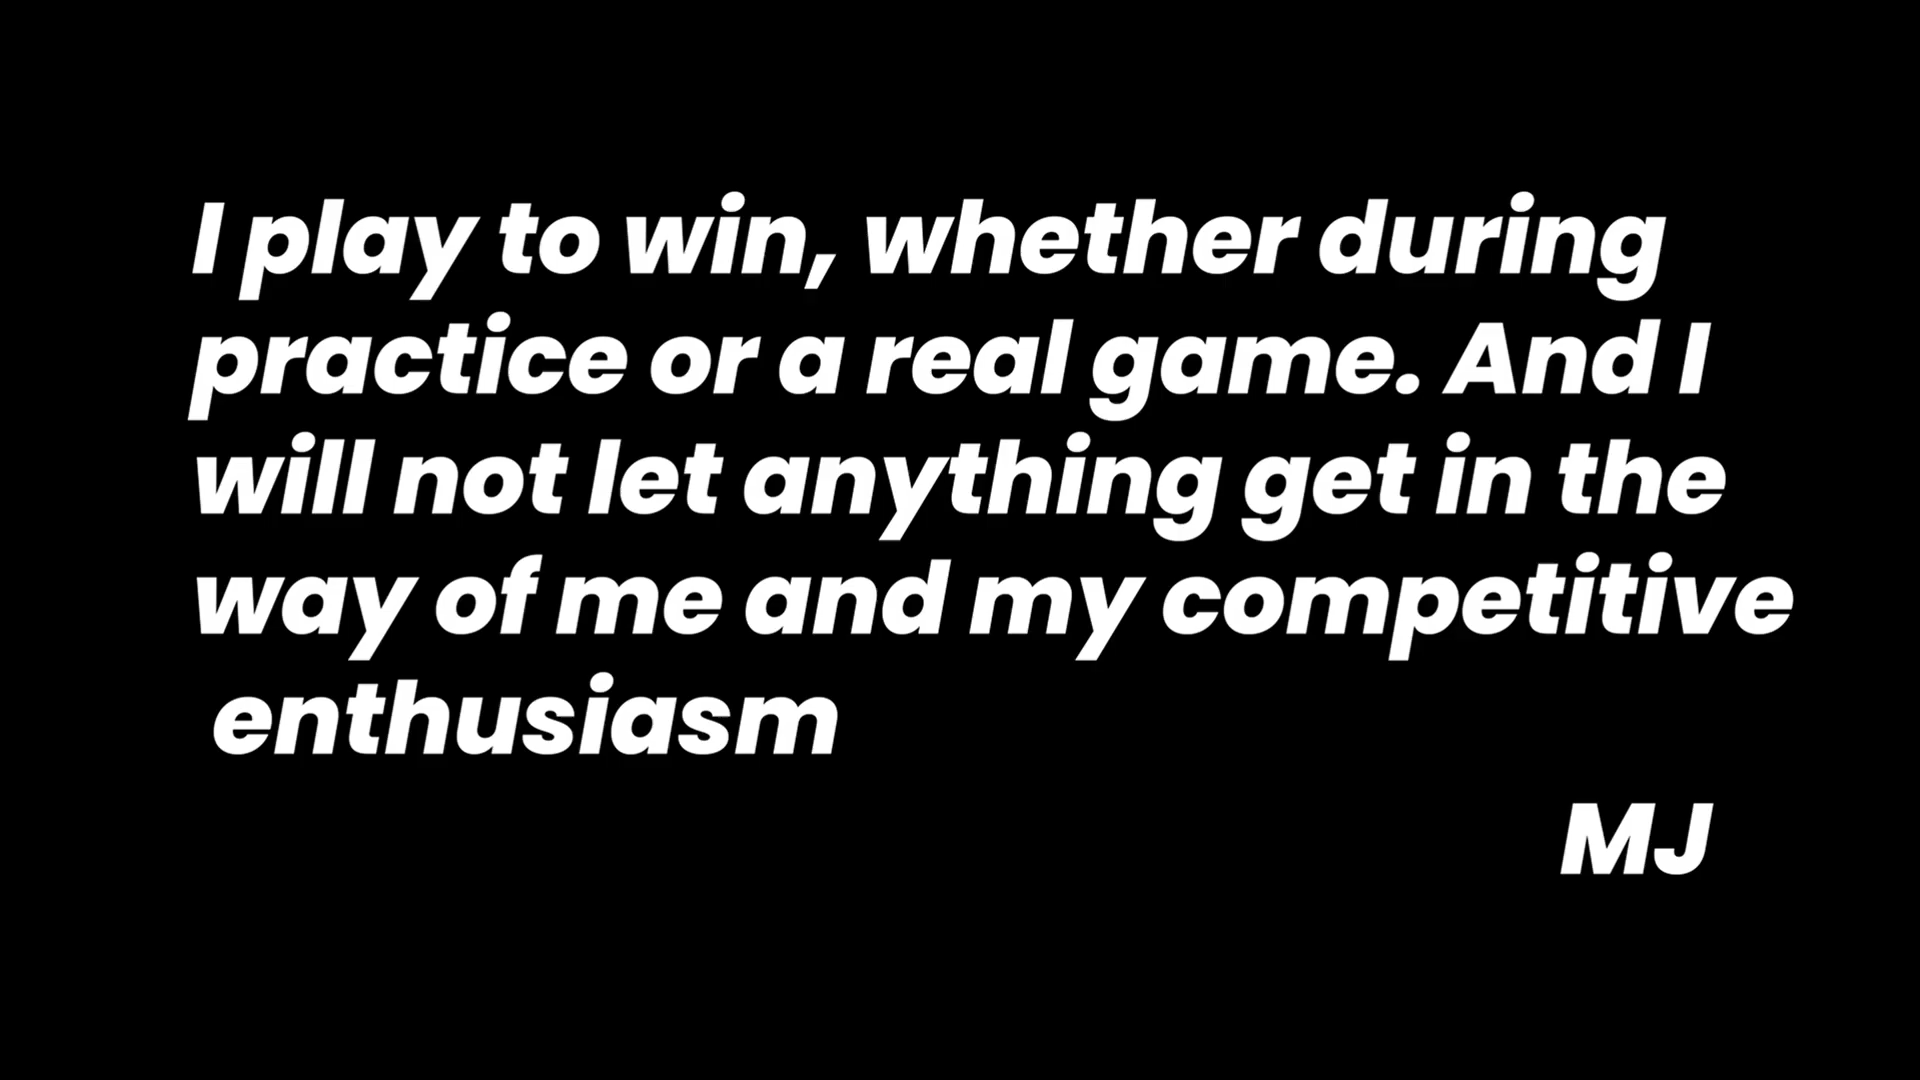 I play to win, whether during
practice or a real game. And I
will not let anything get in the
way of me and my competitive
enthusiasm
MJ